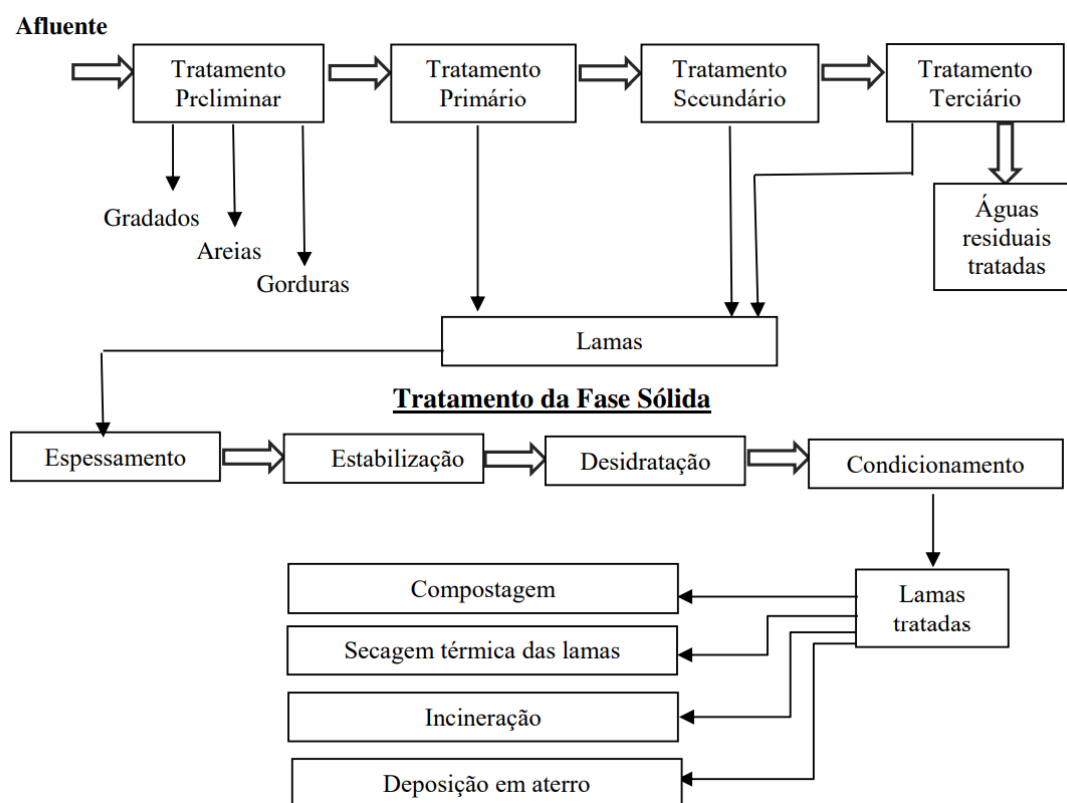 Afluente
Tratamento
Preliminar
Tratamento
Primário
Tratamento
Secundário
Tratamento
Terciário
Gradados
Areias
Gorduras
Águas
residuais
tratadas
Lamas
Tratamento da Fase Sólida
Espessamento
Estabilização
Desidratação
Condicionamento
Compostagem
Lamas
tratadas
Secagem térmica das lamas
Incineração
Deposição em aterro